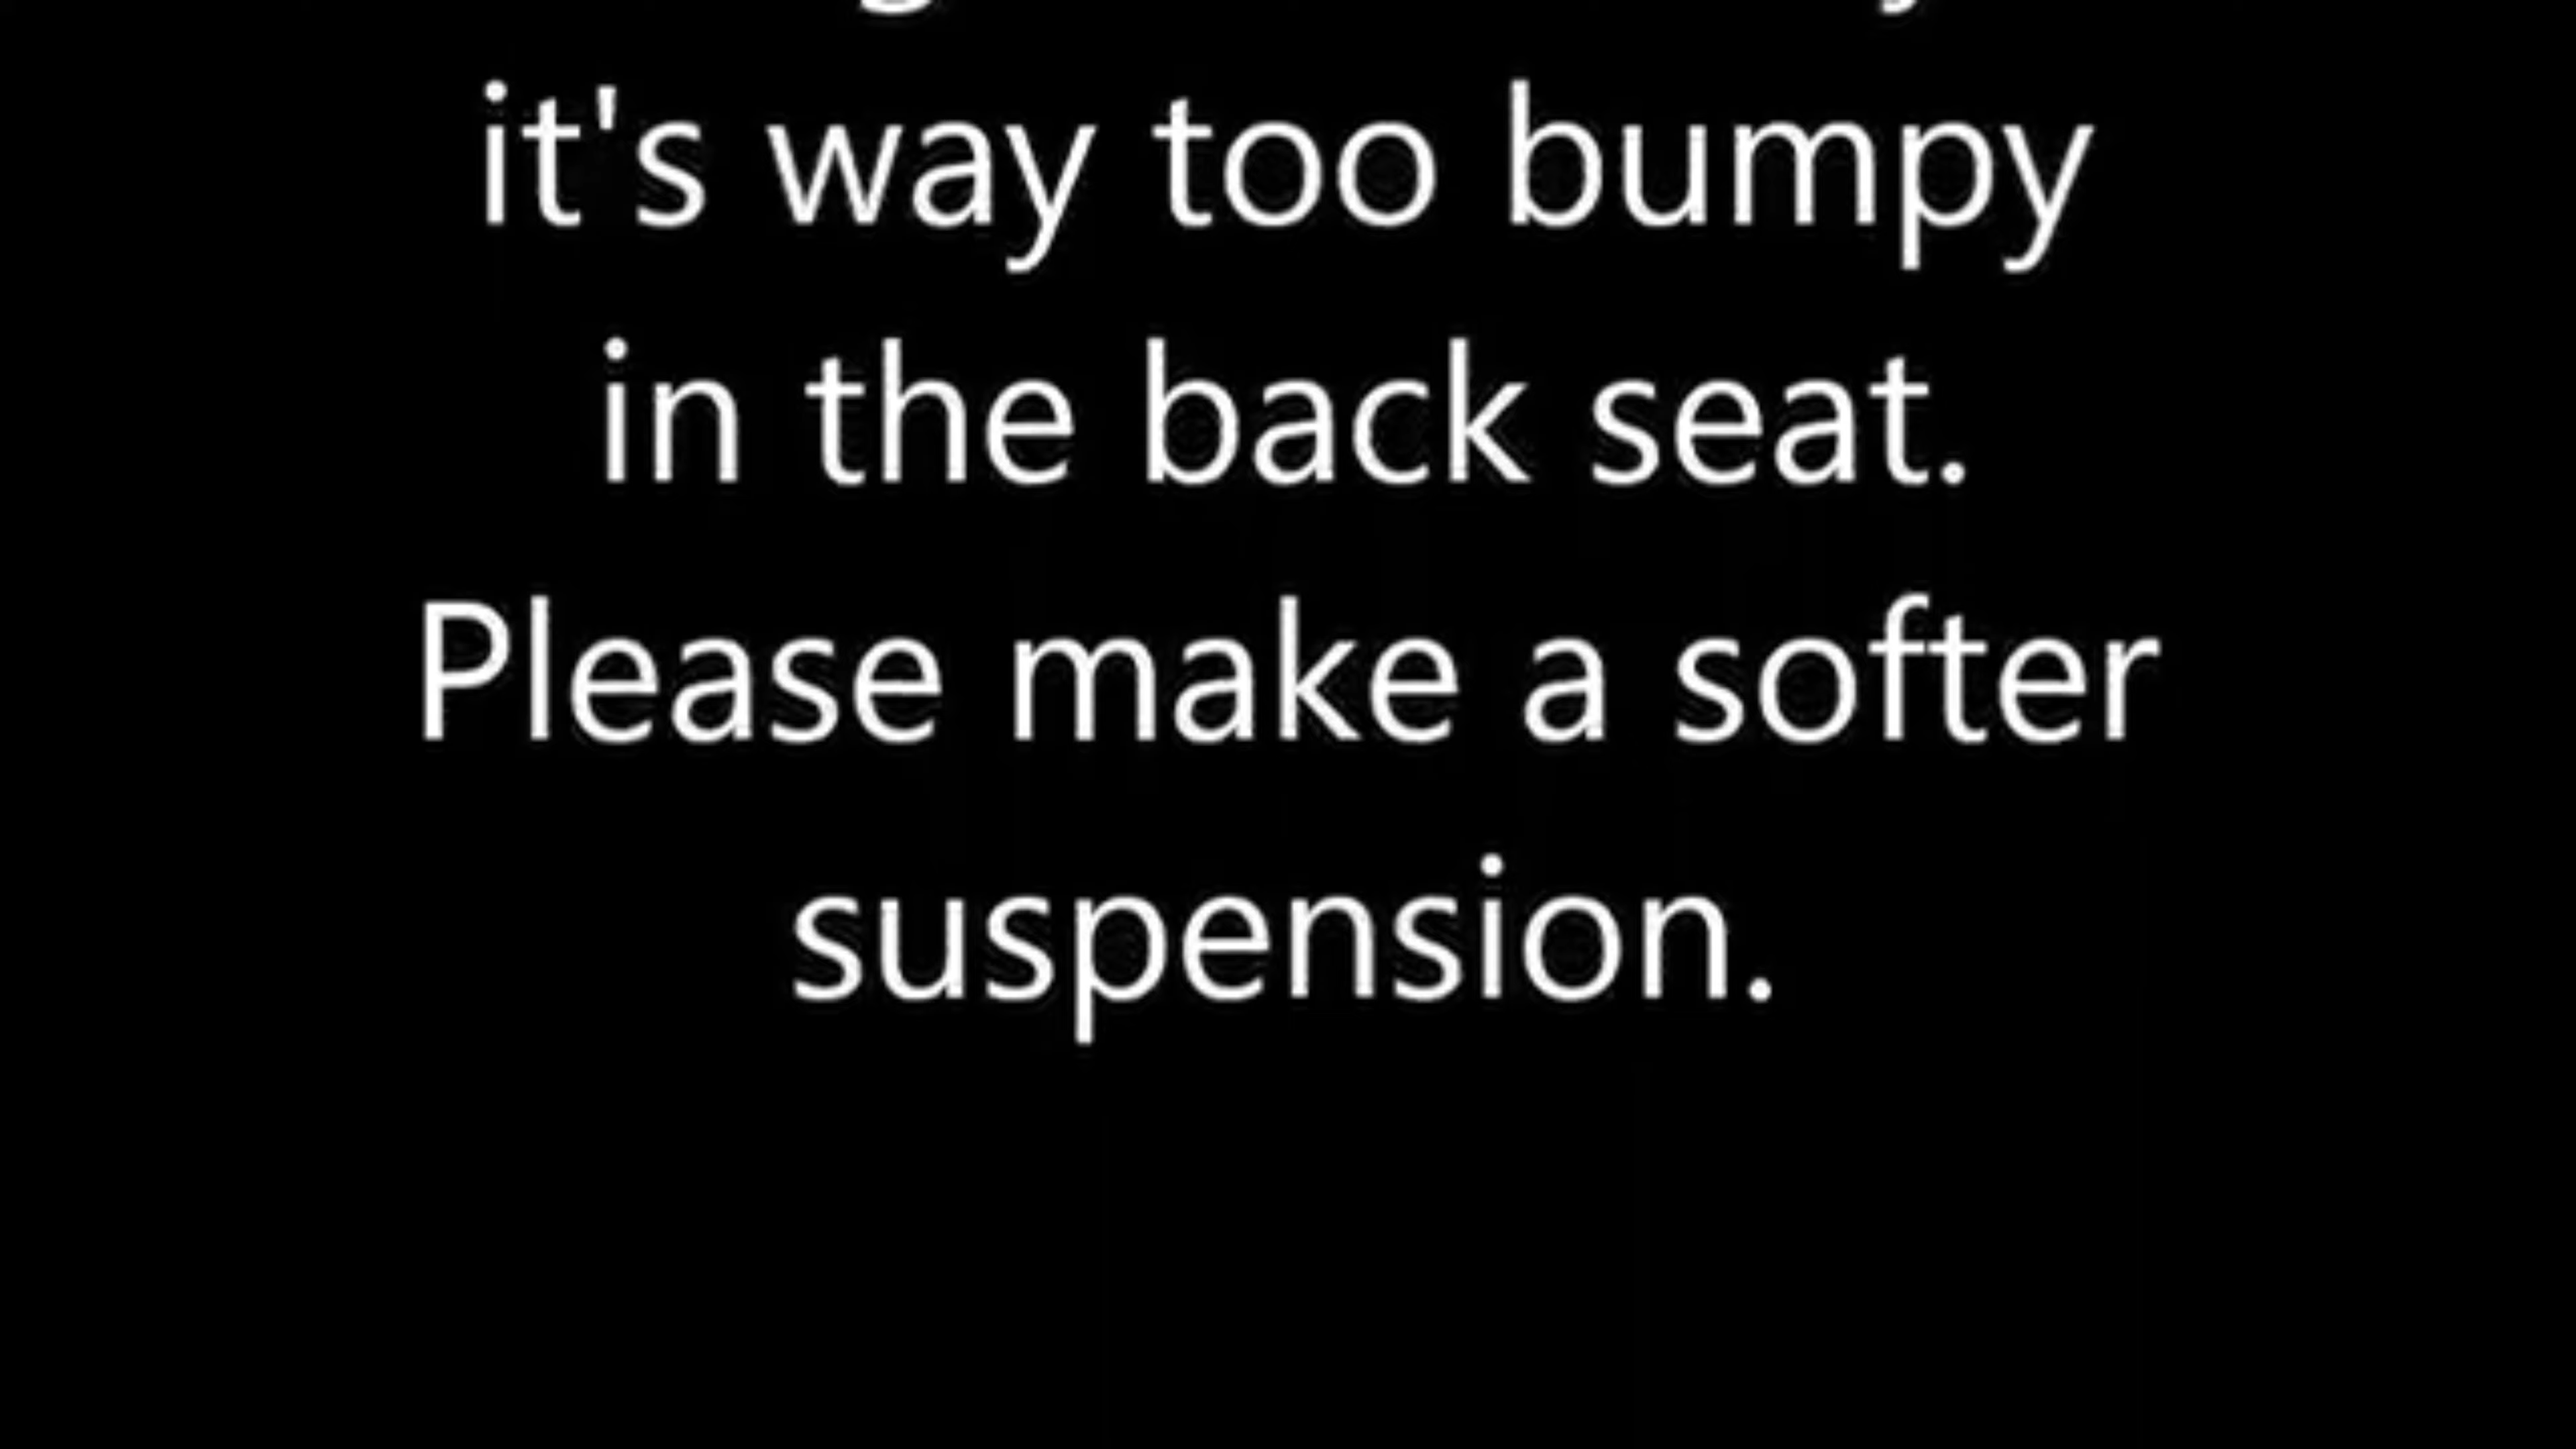 it's way too bumpy
in the back seat.
Please make a softer
suspension.